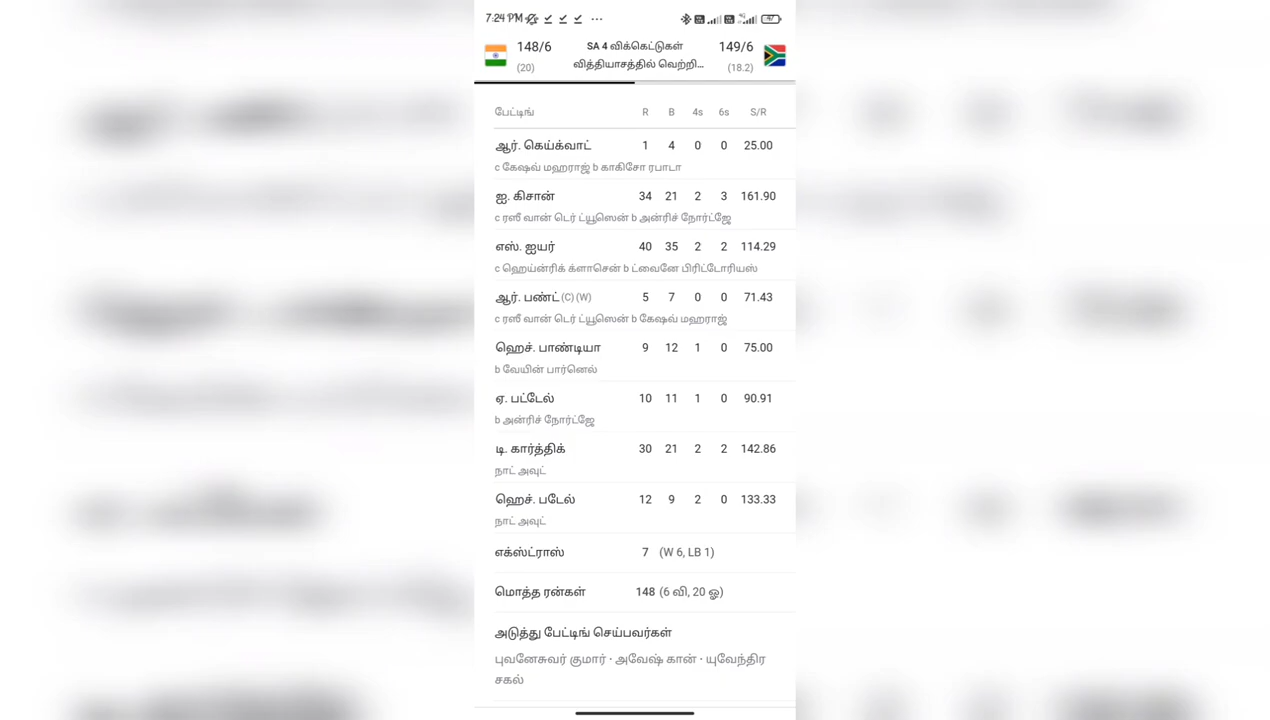 7:24 PM
148/6 SA 4 விக்கெட்டுகள் 149/6
(20) வித்தியாசத்தில் வெற்றி... (18.2)
பேட்டிங் R B 4s 6s S/R
ஆர். கெய்க்வாட் 1 4 0 0 25.00
c கேஷவ் மஹராஜ் b காகிசோ ரபாடா
ஐ. கிசான் 34 21 2 3 161.90
c ரஸீ வான் டெர் ட்யூஸென் b அன்ரிச் நோர்ட்ஜே
எஸ். ஐயர் 40 35 2 2 114.29
c ஹெய்ன்ரிக் க்ளாசென் b ட்வைனே பிரிட்டோரியஸ்
ஆர். பண்ட் (C) (W) 5 7 0 0 71.43
c ரஸீ வான் டெர் ட்யூஸென் b கேஷவ் மஹராஜ்
ஹெச். பாண்டியா 9 12 1 0 75.00
b வேயின் பார்னெல்
ஏ. பட்டேல் 10 11 1 0 90.91
b அன்ரிச் நோர்ட்ஜே
டி. கார்த்திக் 30 21 2 2 142.86
நாட் அவுட்
ஹெச். படேல் 12 9 2 0 133.33
நாட் அவுட்
எக்ஸ்ட்ராஸ் 7 (W 6, LB 1)
மொத்த ரன்கள் 148 (6 வி, 20 ஓ)
அடுத்து பேட்டிங் செய்பவர்கள்
புவனேசுவர் குமார் · அவேஷ் கான் · யுவேந்திர
சகல்